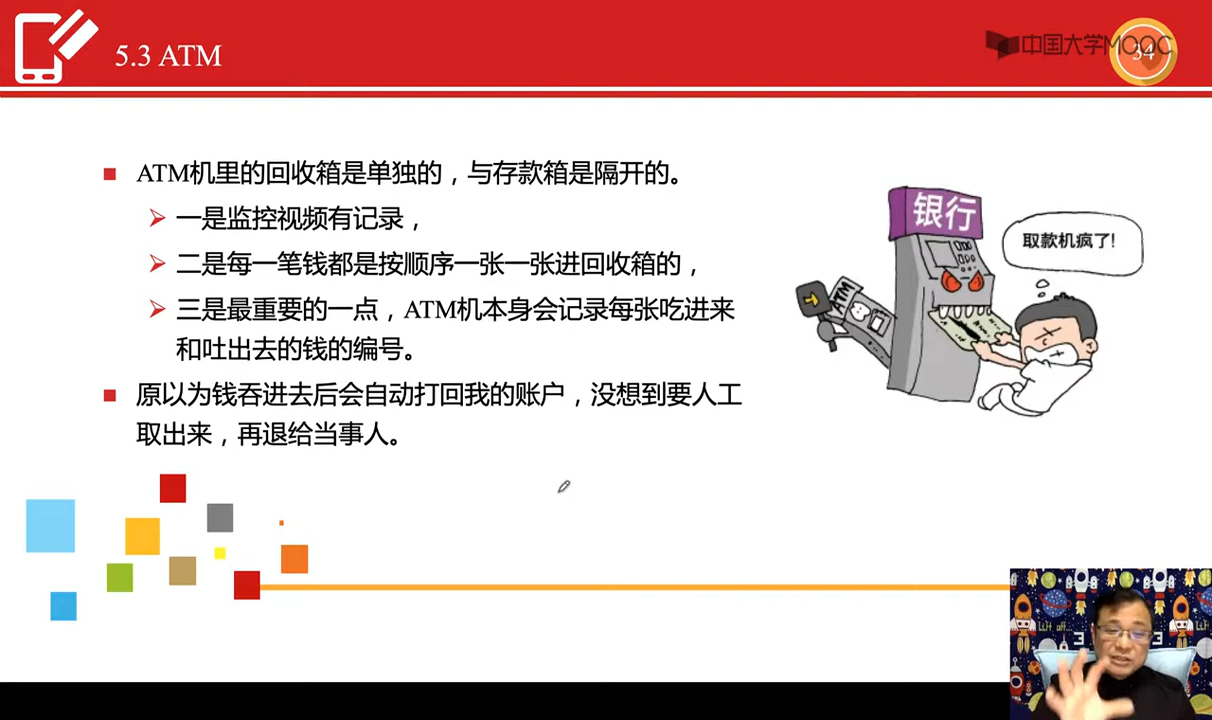 5.3 ATM
中国大学MOOC
34
ATM机里的回收箱是单独的，与存款箱是隔开的。
一是监控视频有记录，
二是每一笔钱都是按顺序一张一张进回收箱的，
三是最重要的一点，ATM机本身会记录每张吃进来
和吐出去的钱的编号。
原以为钱吞进去后会自动打回我的账户，没想到要人工
取出来，再退给当事人。
银行
取款机疯了!
ATM